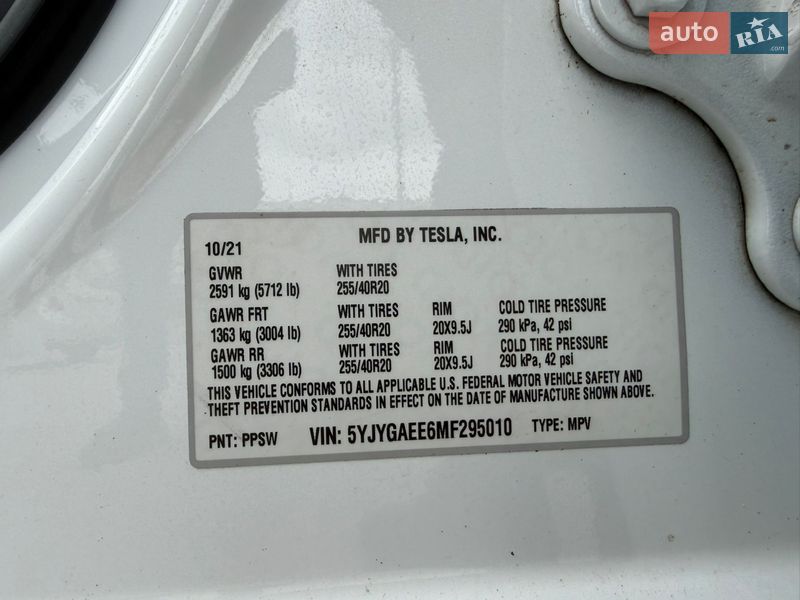 auto RIA .com
MFD BY TESLA, INC.
10/21
GVWR WITH TIRES
2591 kg (5712 lb) 255/40R20
GAWR FRT WITH TIRES RIM COLD TIRE PRESSURE
1363 kg (3004 lb) 255/40R20 20X9.5J 290 kPa, 42 psi
GAWR RR WITH TIRES RIM COLD TIRE PRESSURE
1500 kg (3306 lb) 255/40R20 20X9.5J 290 kPa, 42 psi
THIS VEHICLE CONFORMS TO ALL APPLICABLE U.S. FEDERAL MOTOR VEHICLE SAFETY AND
THEFT PREVENTION STANDARDS IN EFFECT ON THE DATE OF MANUFACTURE SHOWN ABOVE.
PNT: PPSW VIN: 5YJYGAEE6MF295010 TYPE: MPV